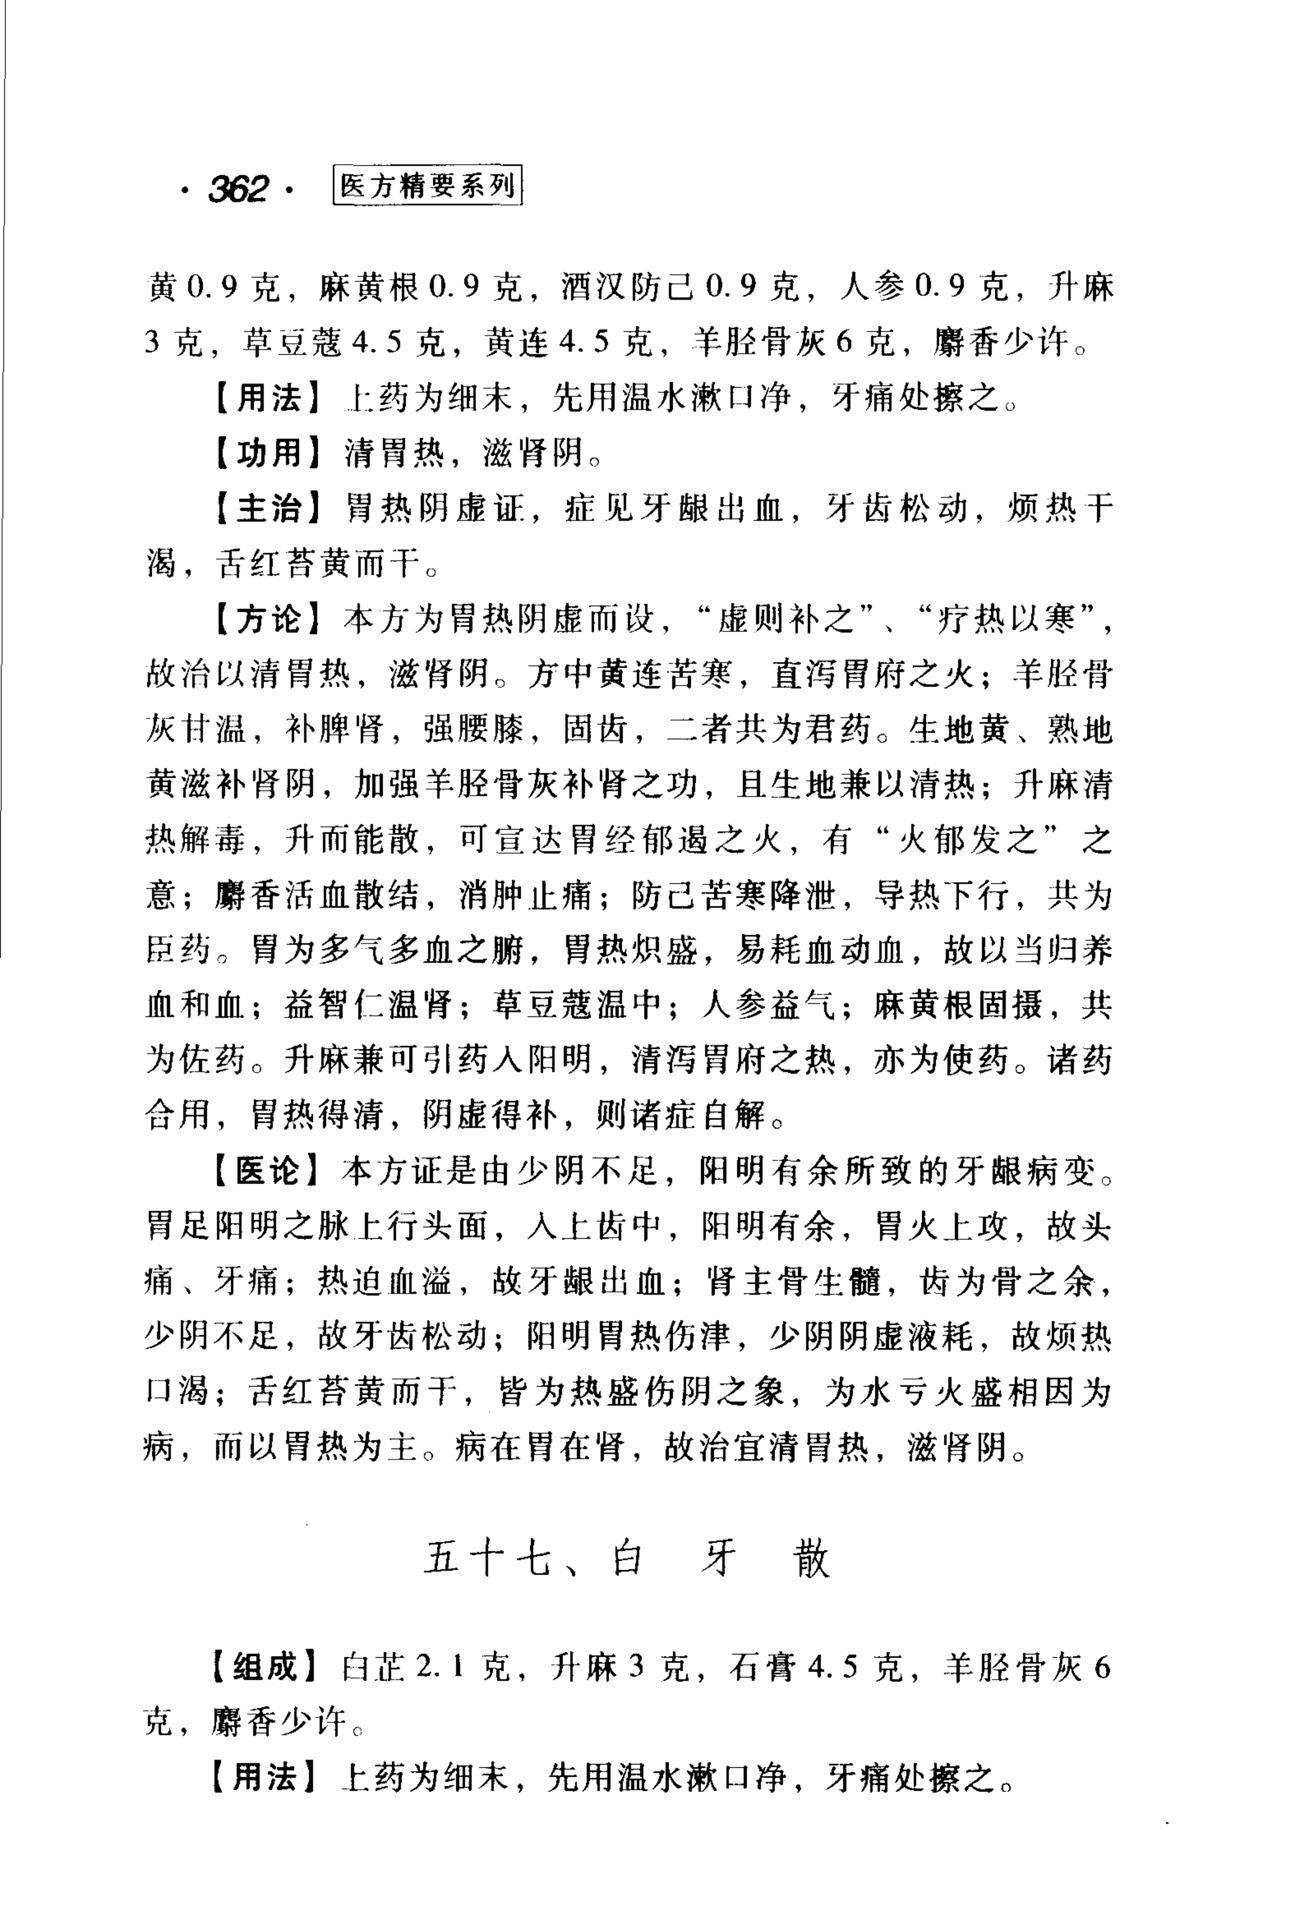 ·362· 医方精要系列
黄0.9克，麻黄根0.9克，酒汉防己0.9克，人参0.9克，升麻
3克，草豆蔻4.5克，黄连4.5克，羊胫骨灰6克，麝香少许。
【用法】上药为细末，先用温水漱口净，牙痛处擦之。
【功用】清胃热，滋肾阴。
【主治】胃热阴虚证，症见牙龈出血，牙齿松动，烦热干
渴，舌红苔黄而干。
【方论】本方为胃热阴虚而设，“虚则补之”、“疗热以寒”，
故治以清胃热，滋肾阴。方中黄连苦寒，直泻胃府之火；羊胫骨
灰甘温，补脾肾，强腰膝，固齿，二者共为君药。生地黄、熟地
黄滋补肾阴，加强羊胫骨灰补肾之功，且生地兼以清热；升麻清
热解毒，升而能散，可宣达胃经郁遏之火，有“火郁发之”之
意；麝香活血散结，消肿止痛；防己苦寒降泄，导热下行，共为
臣药。胃为多气多血之腑，胃热炽盛，易耗血动血，故以当归养
血和血；益智仁温肾；草豆蔻温中；人参益气；麻黄根固摄，共
为佐药。升麻兼可引药入阳明，清泻胃府之热，亦为使药。诸药
合用，胃热得清，阴虚得补，则诸症自解。
【医论】本方证是由少阴不足，阳明有余所致的牙龈病变。
胃足阳明之脉上行头面，入上齿中，阳明有余，胃火上攻，故头
痛、牙痛；热迫血溢，故牙龈出血；肾主骨生髓，齿为骨之余，
少阴不足，故牙齿松动；阳明胃热伤津，少阴阴虚液耗，故烦热
口渴；舌红苔黄而干，皆为热盛伤阴之象，为水亏火盛相因为
病，而以胃热为主。病在胃在肾，故治宜清胃热，滋肾阴。
五十七、白牙散
【组成】白芷2.1克，升麻3克，石膏4.5克，羊胫骨灰6
克，麝香少许。
【用法】上药为细末，先用温水漱口净，牙痛处擦之。